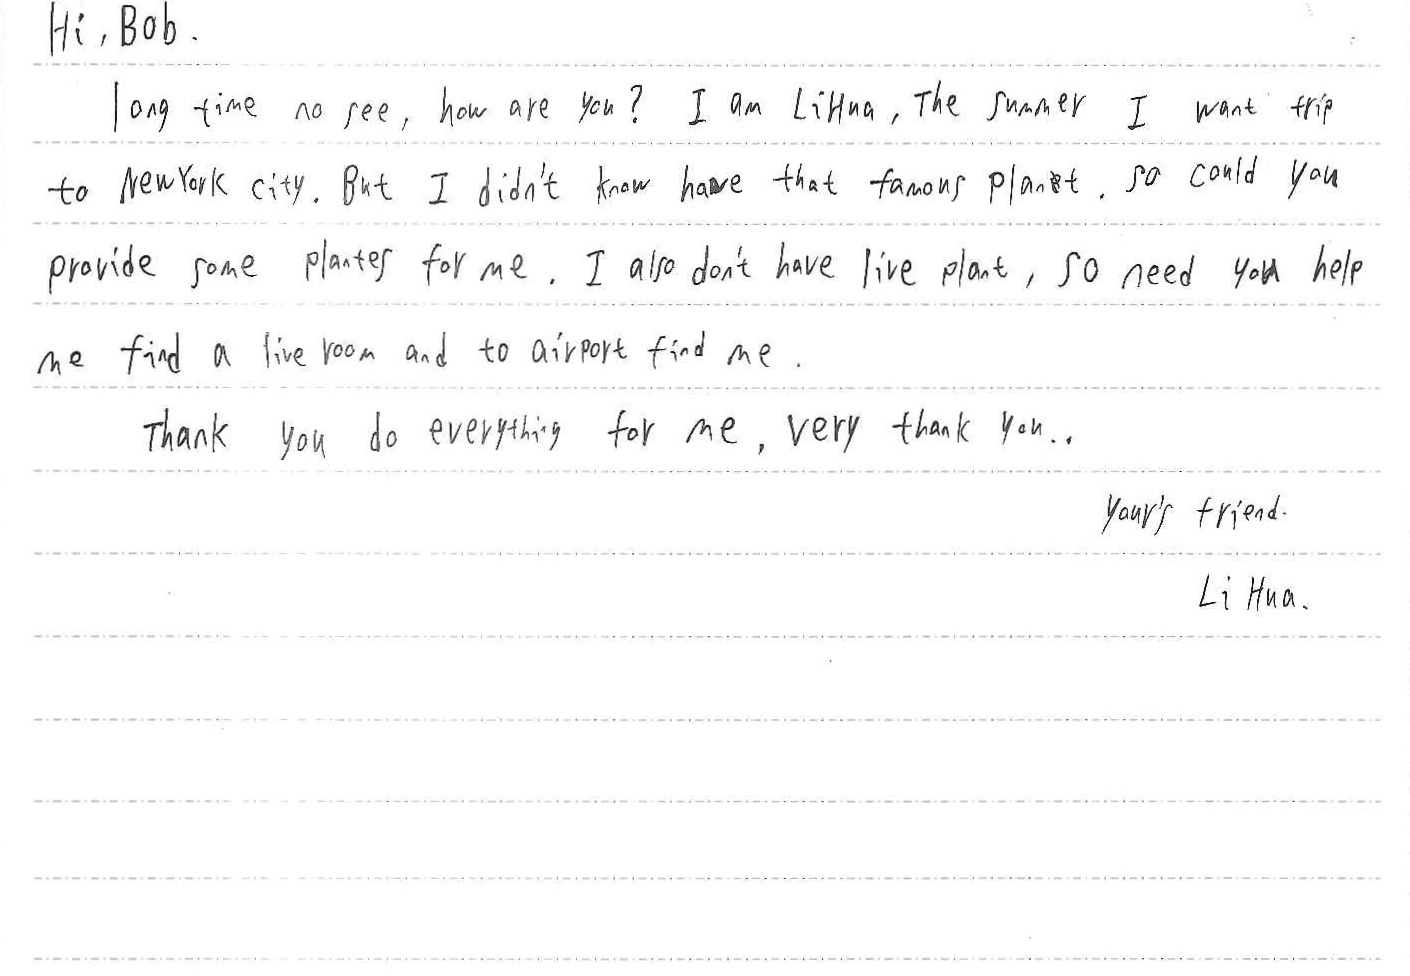 Hi, Bob.
long time no see, how are you? I am LiHua, The summer I want trip
to NewYork city. But I didn't know have that famous planet. so could you
provide some plantes for me. I also don't have live plant, so need you help
me find a live room and to airport find me.
Thank you do everything for me, very thank you..
your's friend.
Li Hua.